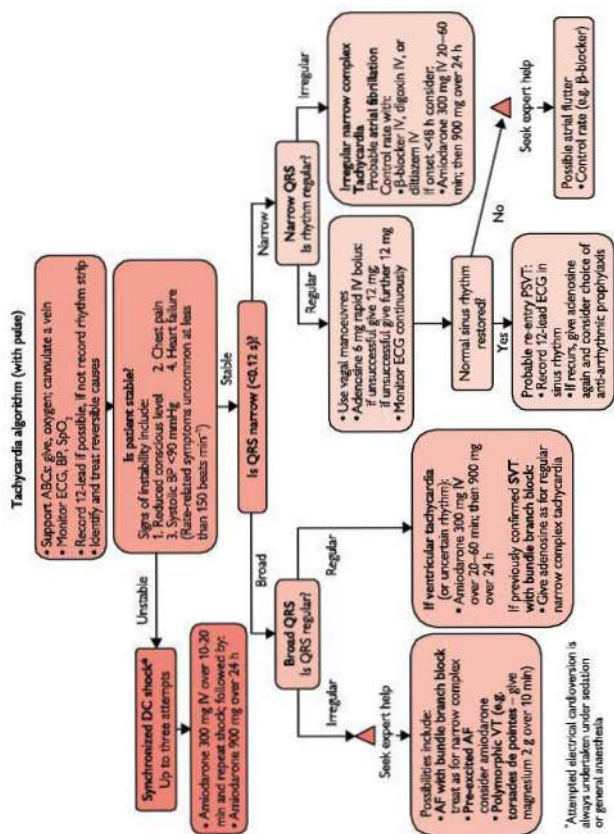 Tachycardia algorithm (with pulse)
• Support ABCs: give, oxygen; cannulate a vein
• Monitor ECG, BP, SpO₂
• Record 12-lead if possible, if not record rhythm strip
• Identify and treat reversible causes
Is patient stable?
Signs of instability include:
1. Reduced conscious level 2. Chest pain
3. Systolic BP <90 mmHg 4. Heart failure
(Rate-related symptoms uncommon at less
than 150 beats min⁻¹)
Unstable
Stable
Synchronized DC shock*
Up to three attempts
• Amiodarone 300 mg IV over 10-20
min and repeat shock followed by:
• Amiodarone 900 mg over 24 h
Is QRS narrow (<0.12 s)?
Broad
Narrow
Broad QRS
Is QRS regular?
Narrow QRS
Is rhythm regular?
Irregular
Regular
Regular
Irregular
Seek expert help
Possibilities include:
• AF with bundle branch block
treat as for narrow complex
• Pre-excited AF
consider amiodarone
• Polymorphic VT (e.g.
torsades de pointes – give
magnesium 2 g over 10 min)
If ventricular tachycardia
(or uncertain rhythm):
• Amiodarone 300 mg IV
over 20–60 min; then 900 mg
over 24 h
If previously confirmed SVT
with bundle branch block:
• Give adenosine as for regular
narrow complex tachycardia
• Use vagal manoeuvres
• Adenosine 6 mg rapid IV bolus:
if unsuccessful give 12 mg
if unsuccessful give further 12 mg
• Monitor ECG continuously
Irregular narrow complex
Tachycardia
Probable atrial fibrillation
Control rate with:
• β-blocker IV, digoxin IV, or
diltiazem IV
If onset <48 h consider:
• Amiodarone 300 mg IV 20–60
min; then 900 mg over 24 h
Normal sinus rhythm
restored?
Yes
No
Seek expert help
Probable re-entry PSVT:
• Record 12-lead ECG in
sinus rhythm
• If recurs, give adenosine
again and consider choice of
anti-arrhythmic prophylaxis
Possible atrial flutter
• Control rate (e.g. β-blocker)
*Attempted electrical cardioversion is
always undertaken under sedation
or general anaesthesia